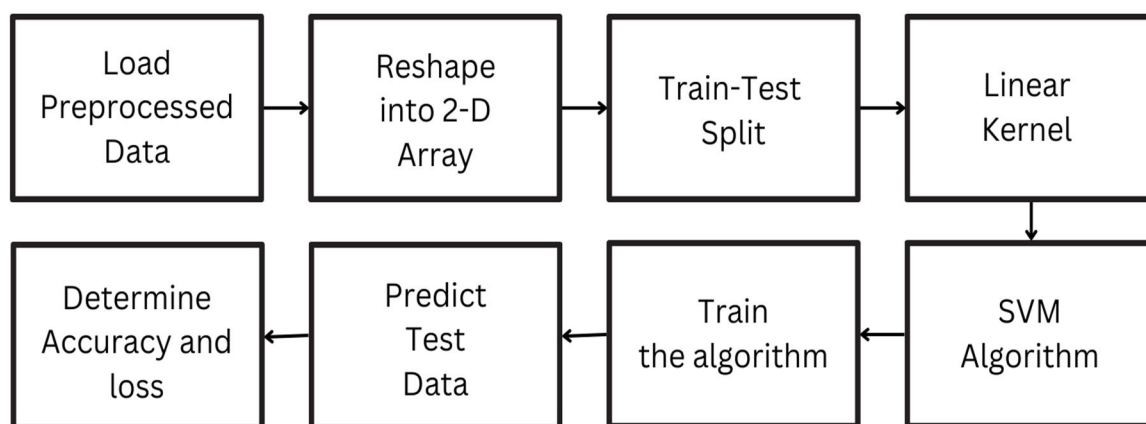 Load
Preprocessed
Data
Reshape
into 2-D
Array
Train-Test
Split
Linear
Kernel
SVM
Algorithm
Train
the algorithm
Predict
Test
Data
Determine
Accuracy and
loss